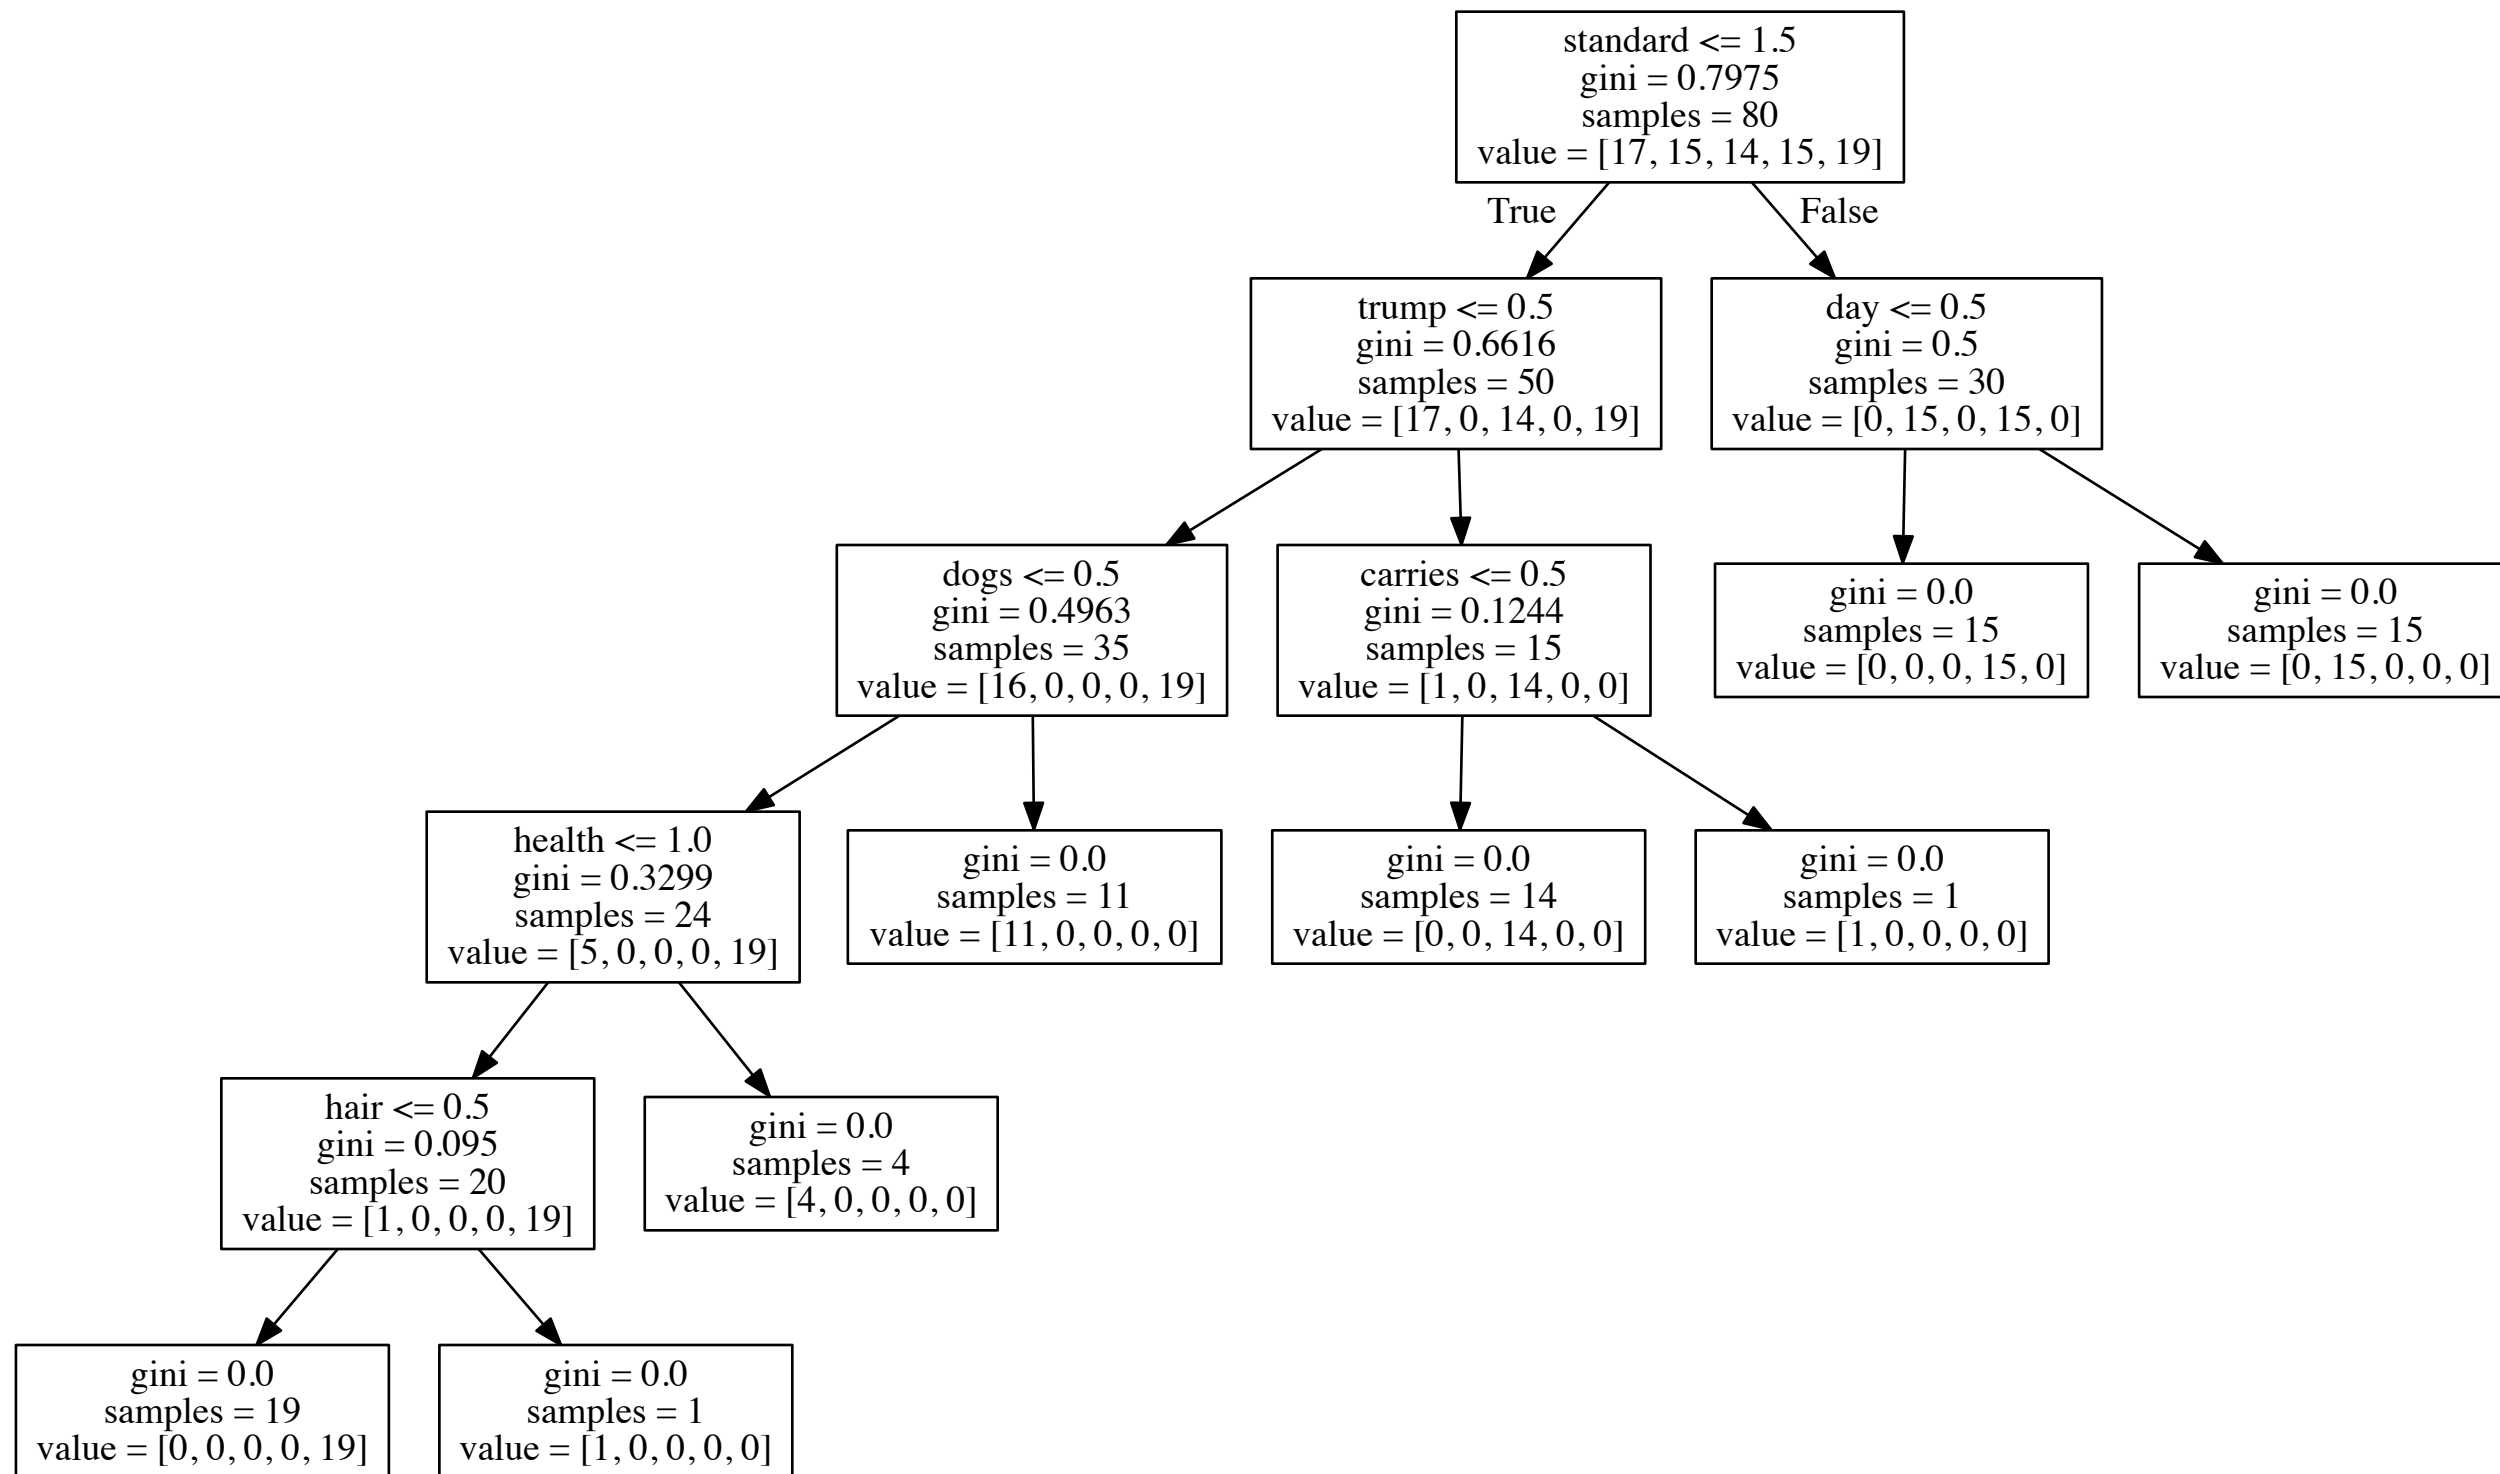 standard <= 1.5
gini = 0.7975
samples = 80
value = [17, 15, 14, 15, 19]
True
False
trump <= 0.5
gini = 0.6616
samples = 50
value = [17, 0, 14, 0, 19]
day <= 0.5
gini = 0.5
samples = 30
value = [0, 15, 0, 15, 0]
dogs <= 0.5
gini = 0.4963
samples = 35
value = [16, 0, 0, 0, 19]
carries <= 0.5
gini = 0.1244
samples = 15
value = [1, 0, 14, 0, 0]
gini = 0.0
samples = 15
value = [0, 0, 0, 15, 0]
gini = 0.0
samples = 15
value = [0, 15, 0, 0, 0]
health <= 1.0
gini = 0.3299
samples = 24
value = [5, 0, 0, 0, 19]
gini = 0.0
samples = 11
value = [11, 0, 0, 0, 0]
gini = 0.0
samples = 14
value = [0, 0, 14, 0, 0]
gini = 0.0
samples = 1
value = [1, 0, 0, 0, 0]
hair <= 0.5
gini = 0.095
samples = 20
value = [1, 0, 0, 0, 19]
gini = 0.0
samples = 4
value = [4, 0, 0, 0, 0]
gini = 0.0
samples = 19
value = [0, 0, 0, 0, 19]
gini = 0.0
samples = 1
value = [1, 0, 0, 0, 0]